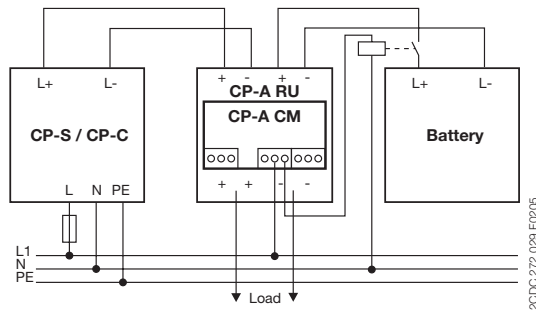 + - + -
L+ L- CP-A RU L+ L-
CP-A CM
CP-S / CP-C Battery
L N PE + + - -
L1
N
PE
Load
2CDC 272 029 F0205